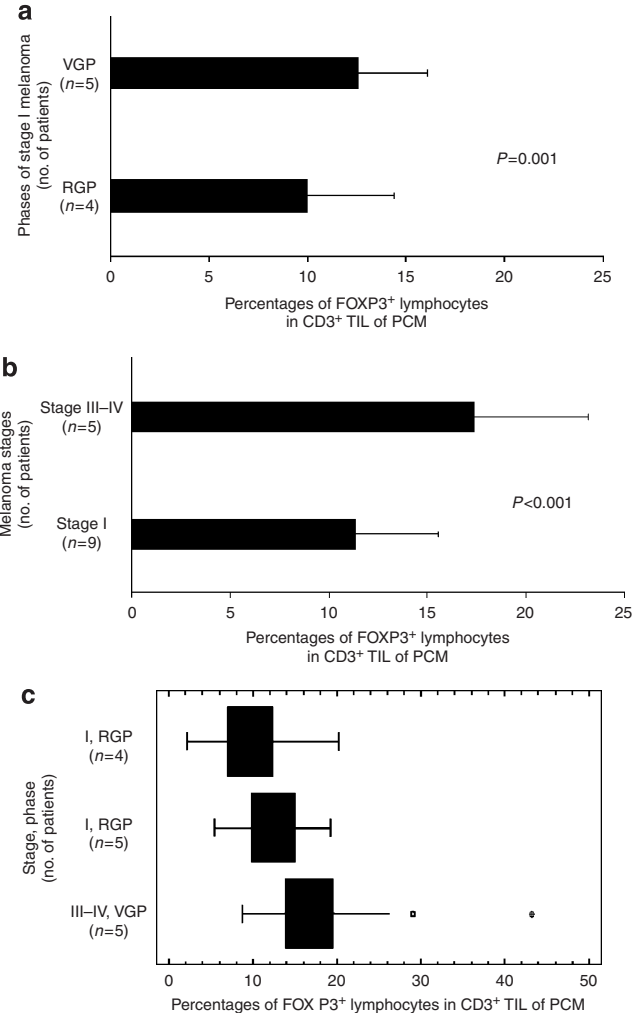 a
Phases of stage I melanoma
(no. of patients)
VGP
(n=5)
P=0.001
RGP
(n=4)
0 5 10 15 20 25
Percentages of FOXP3+ lymphocytes
in CD3+ TIL of PCM
b
Melanoma stages
(no. of patients)
Stage III–IV
(n=5)
P<0.001
Stage I
(n=9)
0 5 10 15 20 25
Percentages of FOXP3+ lymphocytes
in CD3+ TIL of PCM
c
Stage, phase
(no. of patients)
I, RGP
(n=4)
I, RGP
(n=5)
III–IV, VGP
(n=5)
0 10 20 30 40 50
Percentages of FOX P3+ lymphocytes in CD3+ TIL of PCM